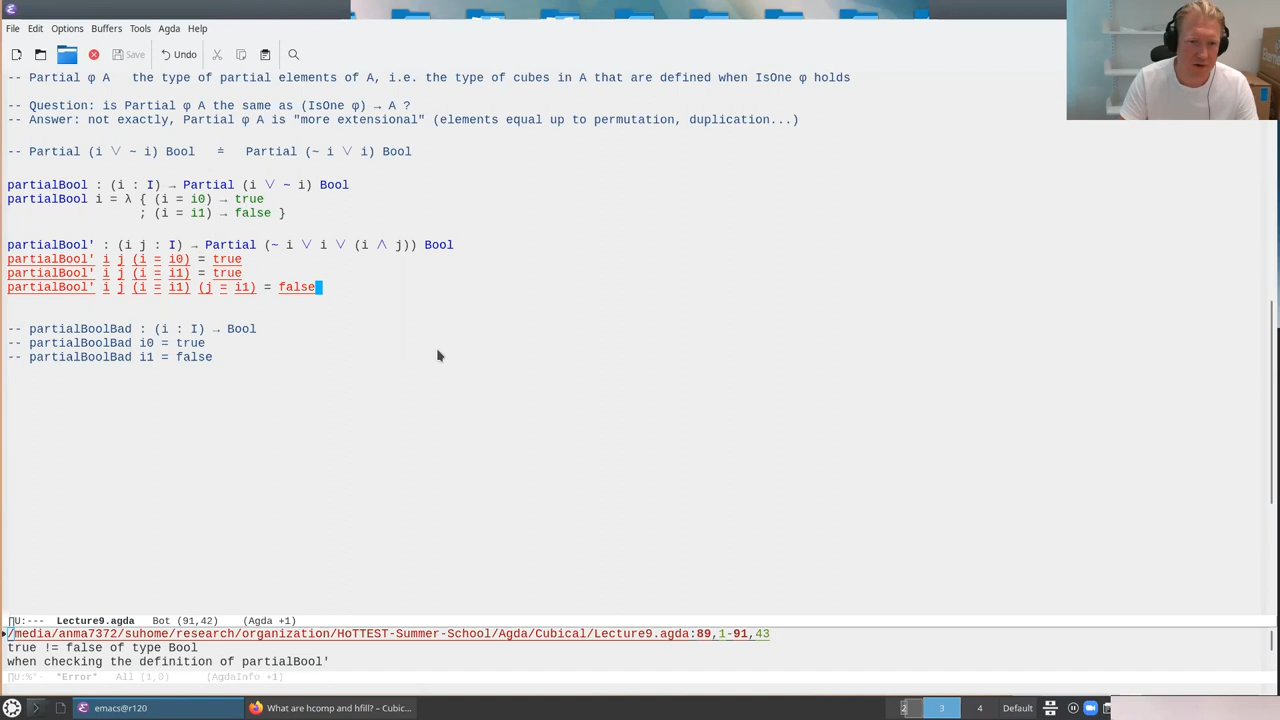 File Edit Options Buffers Tools Agda Help
Save Undo
-- Partial φ A   the type of partial elements of A, i.e. the type of cubes in A that are defined when IsOne φ holds
-- Question: is Partial φ A the same as (IsOne φ) → A ?
-- Answer: not exactly, Partial φ A is "more extensional" (elements equal up to permutation, duplication...)
-- Partial (i ∨ ~ i) Bool   ≐   Partial (~ i ∨ i) Bool
partialBool : (i : I) → Partial (i ∨ ~ i) Bool
partialBool i = λ { (i = i0) → true
; (i = i1) → false }
partialBool' : (i j : I) → Partial (~ i ∨ i ∨ (i ∧ j)) Bool
partialBool' i j (i = i0) = true
partialBool' i j (i = i1) = true
partialBool' i j (i = i1) (j = i1) = false
-- partialBoolBad : (i : I) → Bool
-- partialBoolBad i0 = true
-- partialBoolBad i1 = false
∏U:---  Lecture9.agda   Bot (91,42)   (Agda +1)
/media/anma7372/suhome/research/organization/HoTTEST-Summer-School/Agda/Cubical/Lecture9.agda:89,1-91,43
true != false of type Bool
when checking the definition of partialBool'
∏U:%*-  *Error*   All (1,0)   (AgdaInfo +1)
emacs@r120 What are hcomp and hfill? – Cubic... 2 3 4 Default